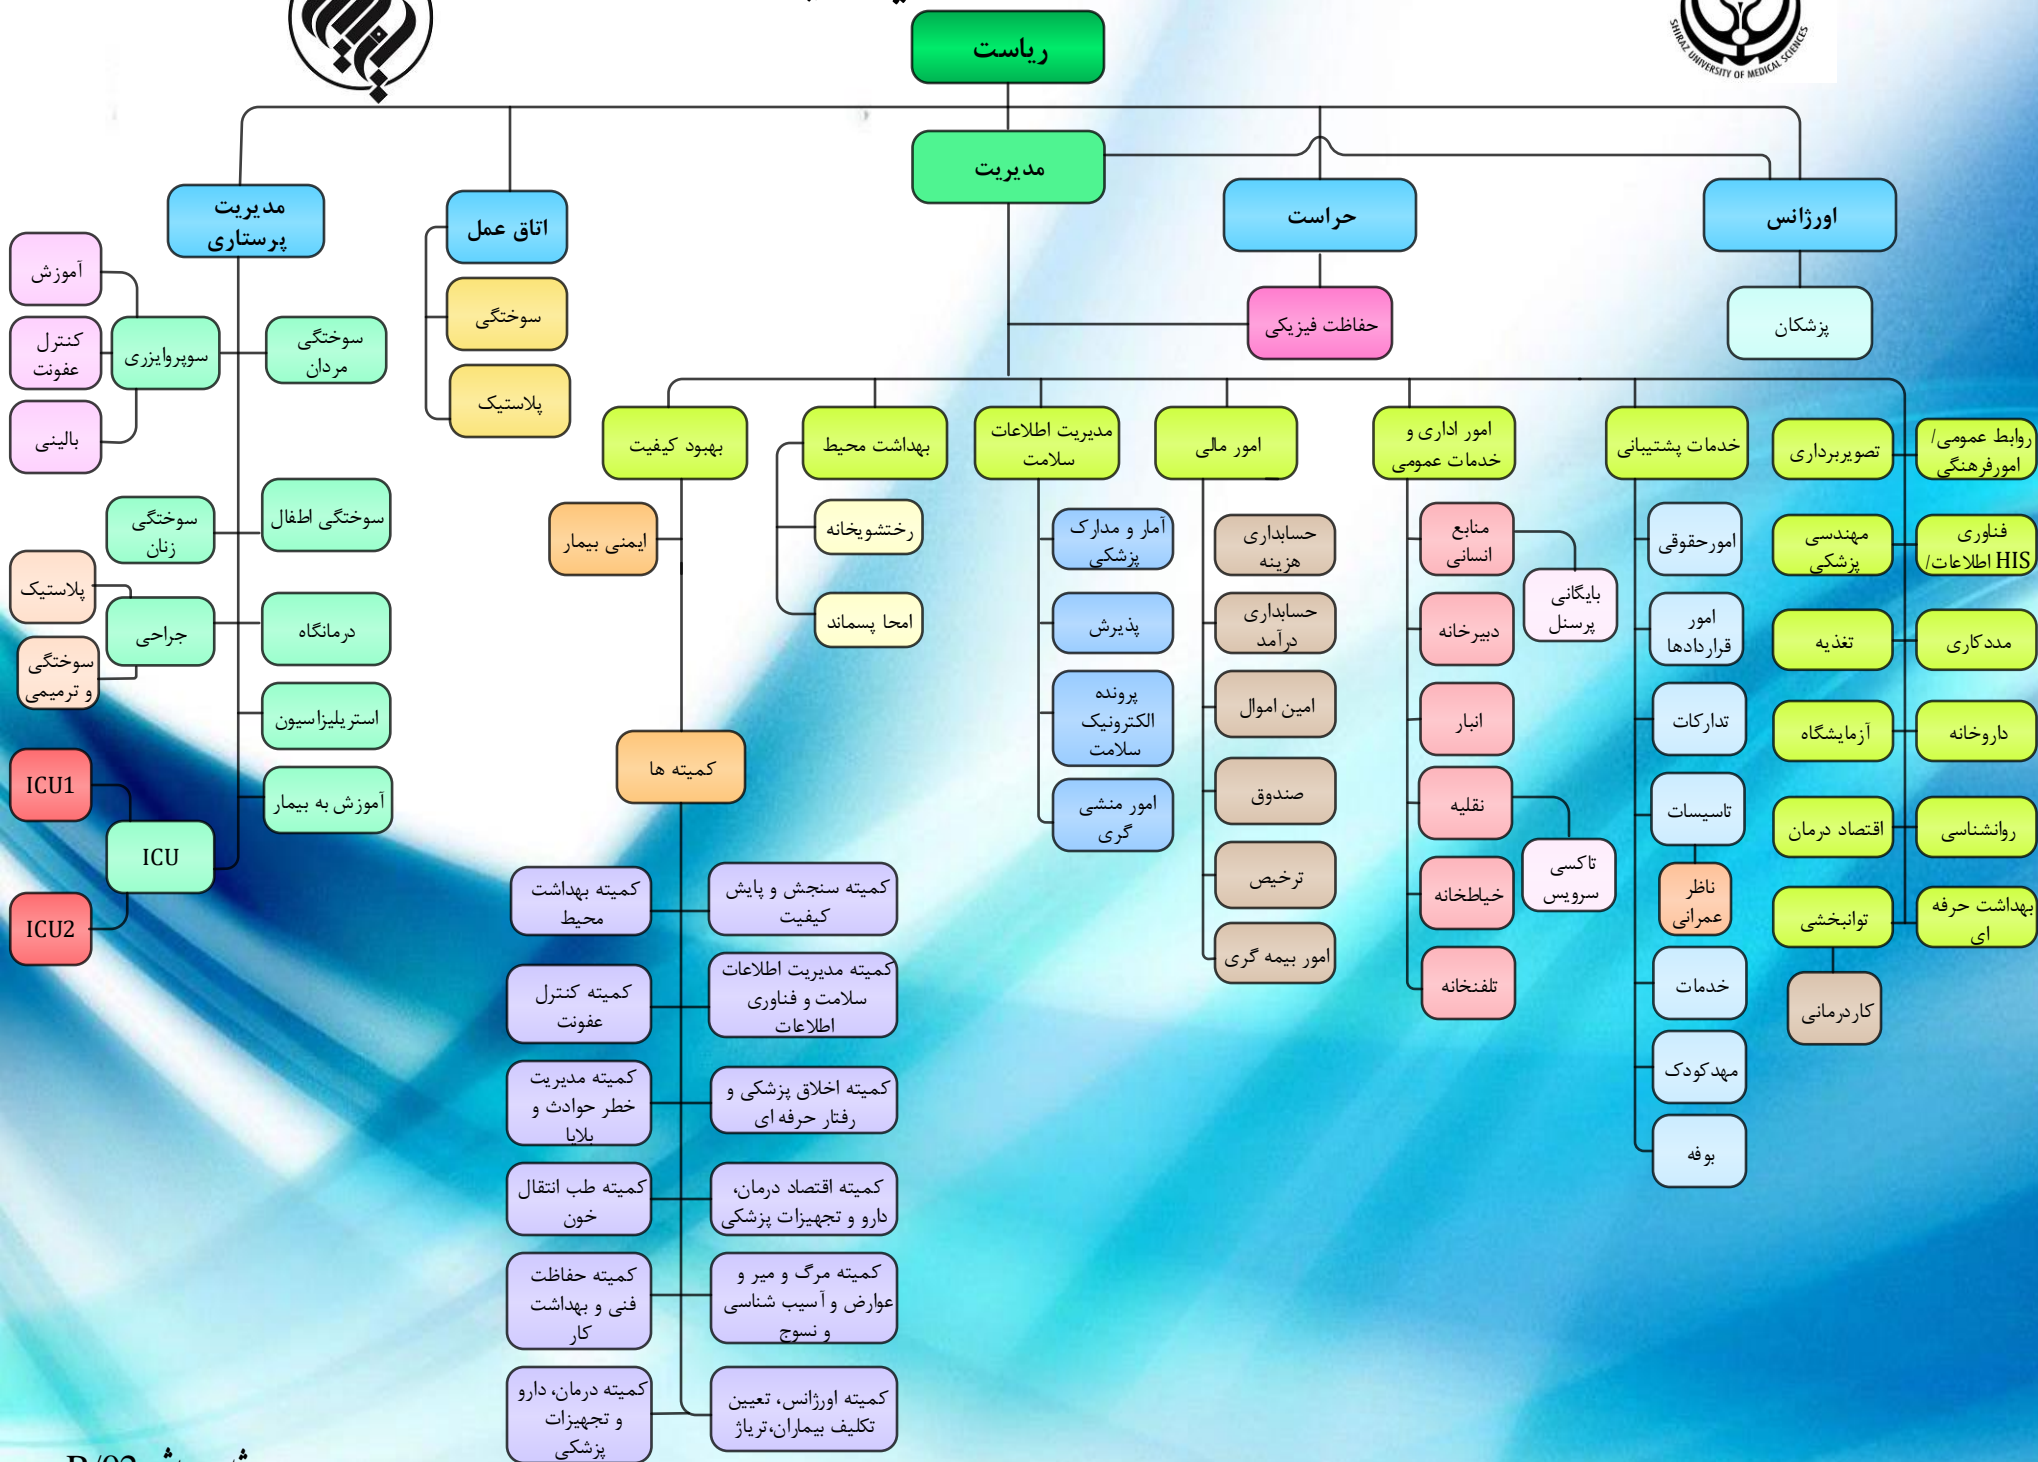 SHIRAZ UNIVERSITY OF MEDICAL SCIENCES
ریاست
مدیریت
مدیریت
پرستاری
اتاق عمل
حراست
اورژانس
آموزش
کنترل
عفونت
بالینی
سوپروایزری
سوختگی
مردان
سوختگی
پلاستیک
حفاظت فیزیکی
پزشکان
سوختگی
زنان
سوختگی اطفال
پلاستیک
سوختگی
و ترمیمی
جراحی
درمانگاه
استریلیزاسیون
آموزش به بیمار
ICU1
ICU
ICU2
بهبود کیفیت
بهداشت محیط
مدیریت اطلاعات
سلامت
امور مالی
امور اداری و
خدمات عمومی
خدمات پشتیبانی
تصویربرداری
روابط عمومی/
امورفرهنگی
ایمنی بیمار
رختشویخانه
امحا پسماند
آمار و مدارک
پزشکی
پذیرش
پرونده
الکترونیک
سلامت
امور منشی
گری
حسابداری
هزینه
حسابداری
درآمد
امین اموال
صندوق
ترخیص
امور بیمه گری
منابع
انسانی
بایگانی
پرسنل
دبیرخانه
انبار
نقلیه
تاکسی
سرویس
خیاطخانه
تلفنخانه
امورحقوقی
امور
قراردادها
تدارکات
تاسیسات
ناظر
عمرانی
خدمات
مهدکودک
بوفه
مهندسی
پزشکی
فناوری
اطلاعات/HIS
تغذیه
مددکاری
آزمایشگاه
داروخانه
اقتصاد درمان
روانشناسی
توانبخشی
بهداشت حرفه
ای
کاردرمانی
کمیته ها
کمیته بهداشت
محیط
کمیته سنجش و پایش
کیفیت
کمیته کنترل
عفونت
کمیته مدیریت اطلاعات
سلامت و فناوری
اطلاعات
کمیته مدیریت
خطر حوادث و
بلایا
کمیته اخلاق پزشکی و
رفتار حرفه ای
کمیته طب انتقال
خون
کمیته اقتصاد درمان،
دارو و تجهیزات پزشکی
کمیته حفاظت
فنی و بهداشت
کار
کمیته مرگ و میر و
عوارض و آسیب شناسی
و نسوج
کمیته درمان، دارو
و تجهیزات
پزشکی
کمیته اورژانس، تعیین
تکلیف بیماران،تریاژ